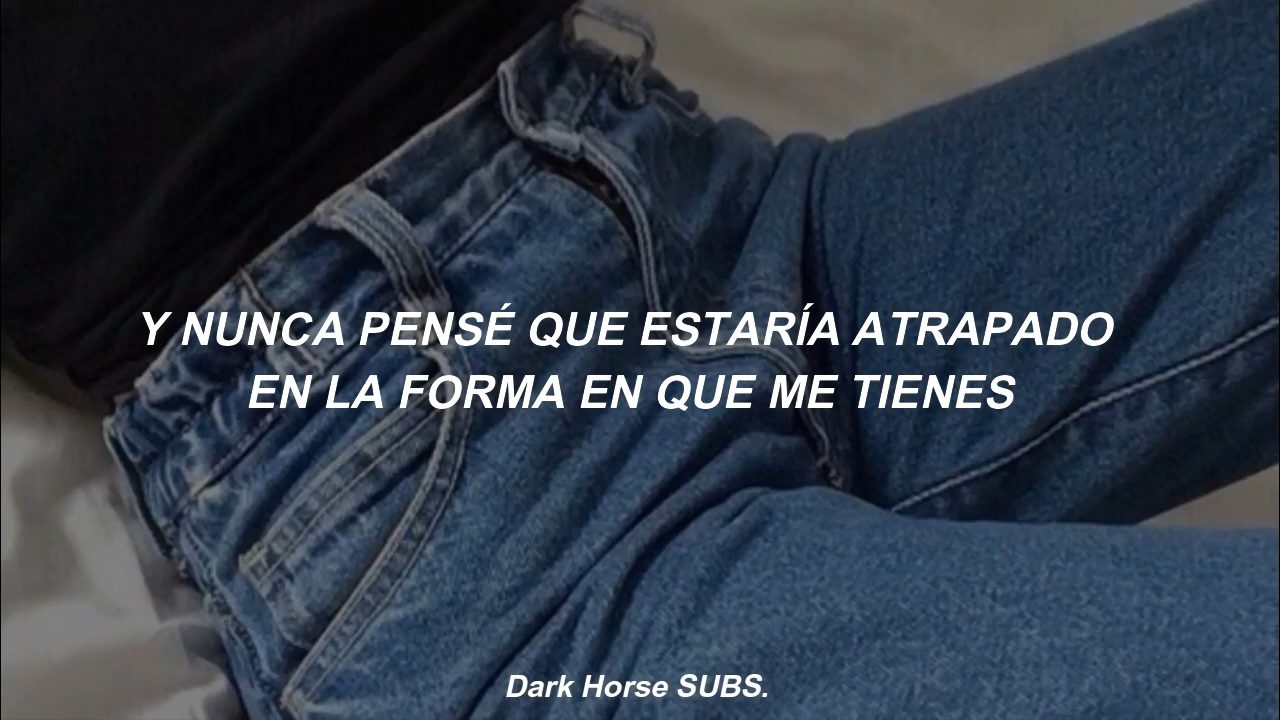 Y NUNCA PENSÉ QUE ESTARÍA ATRAPADO
EN LA FORMA EN QUE ME TIENES
Dark Horse SUBS.